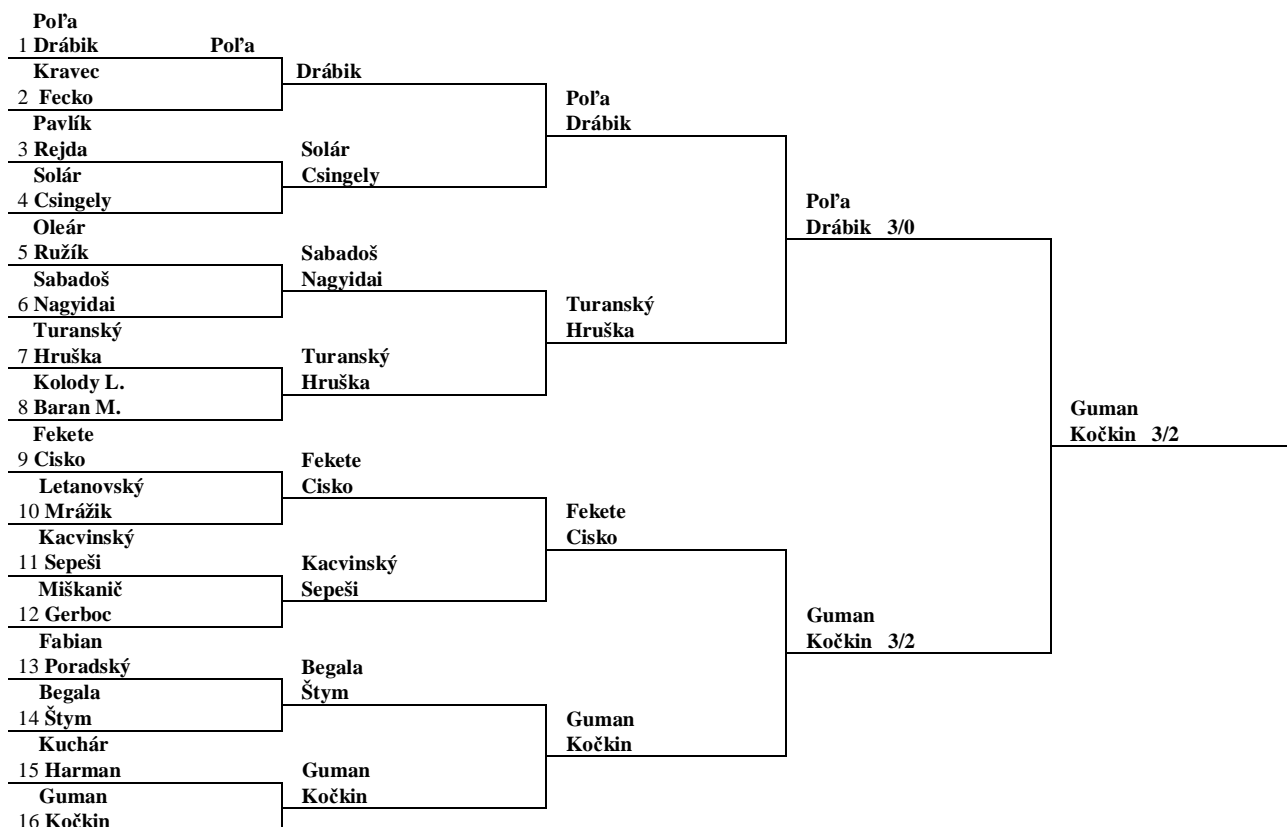 Poľa
1 Drábik Poľa
Kravec Drábik
2 Fecko Poľa
Pavlík Drábik
3 Rejda Solár
Solár Csingely
4 Csingely Poľa
Oleár Drábik 3/0
5 Ružík Sabadoš
Sabadoš Nagyidai
6 Nagyidai Turanský
Turanský Hruška
7 Hruška Turanský
Kolody L. Hruška
8 Baran M. Guman
Fekete Kočkin 3/2
9 Cisko Fekete
Letanovský Cisko
10 Mrážik Fekete
Kacvinský Cisko
11 Sepeši Kacvinský
Miškanič Sepeši
12 Gerboc Guman
Fabian Kočkin 3/2
13 Poradský Begala
Begala Štym
14 Štym Guman
Kuchár Kočkin
15 Harman Guman
Guman Kočkin
16 Kočkin